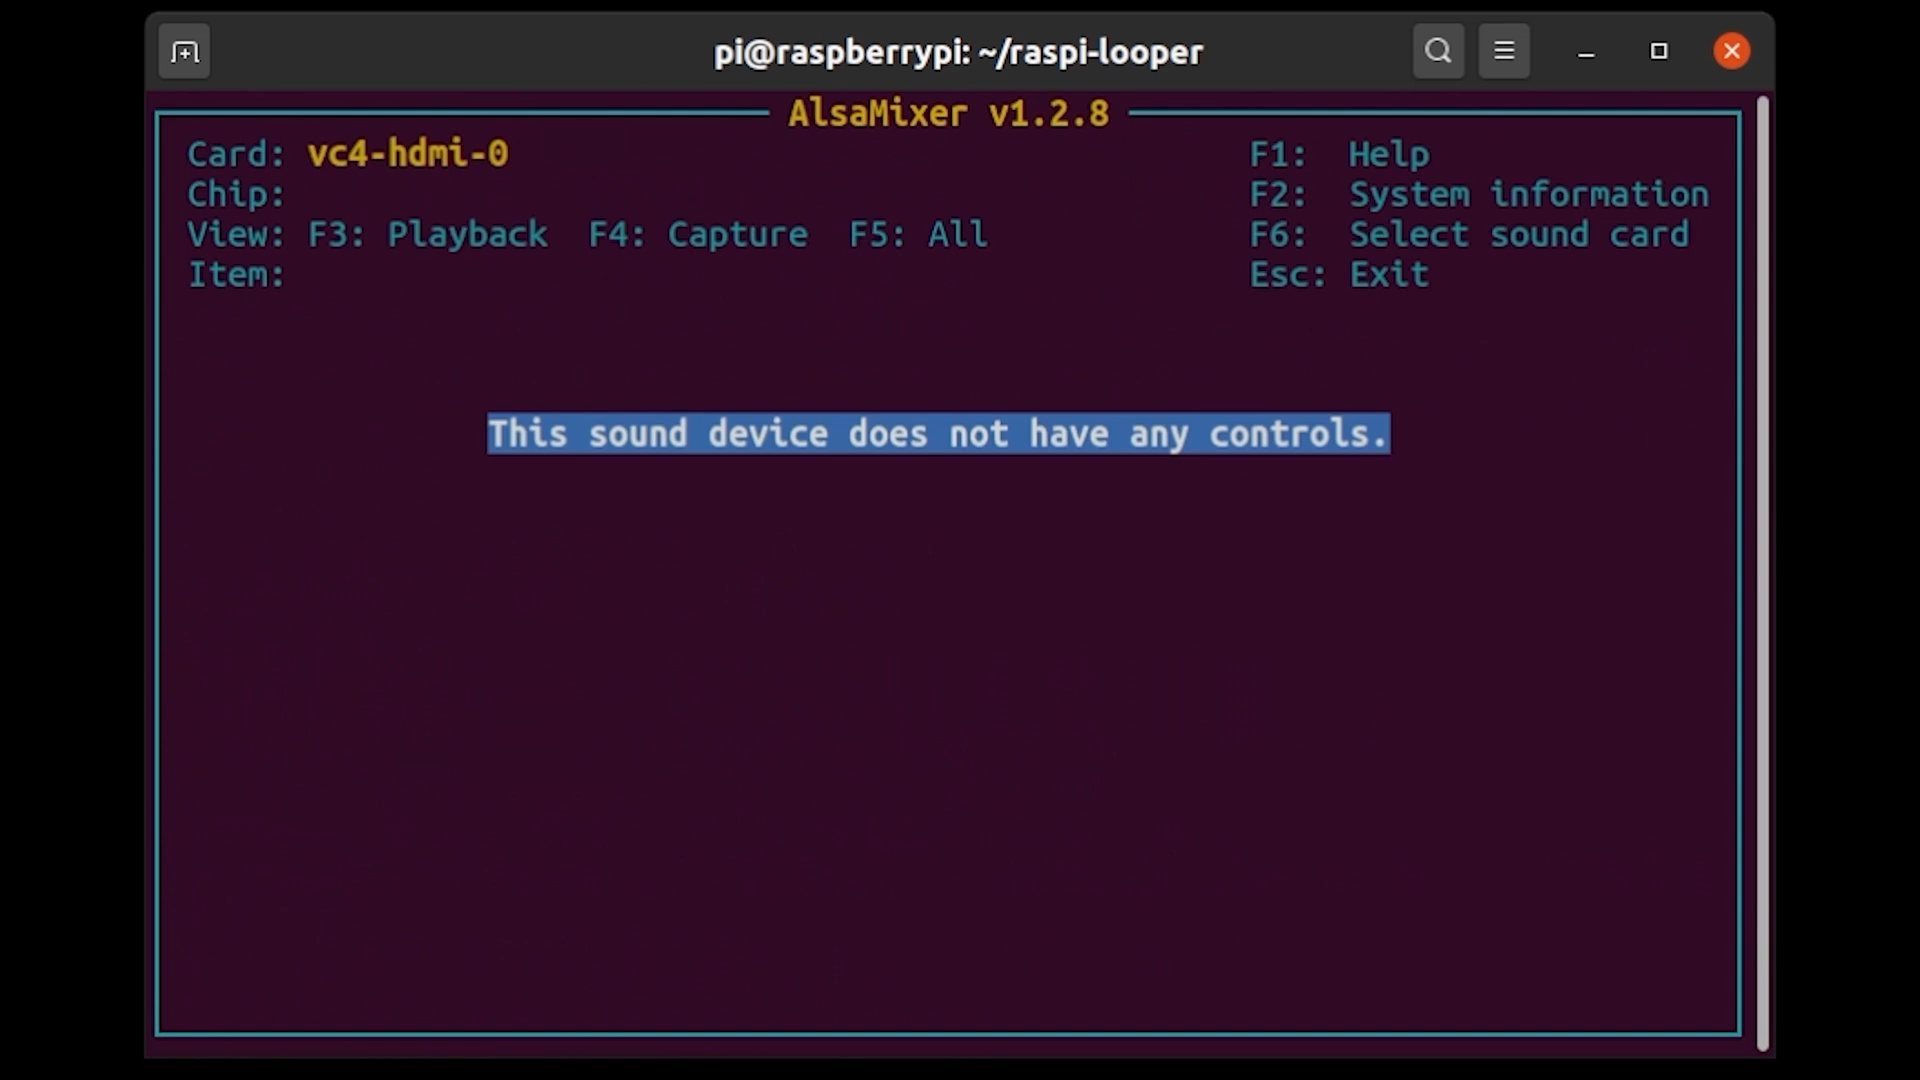 pi@raspberrypi: ~/raspi-looper
AlsaMixer v1.2.8
Card: vc4-hdmi-0 F1: Help
Chip: F2: System information
View: F3: Playback F4: Capture F5: All F6: Select sound card
Item: Esc: Exit
This sound device does not have any controls.